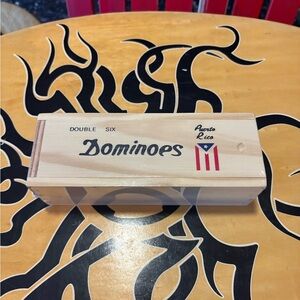 DOUBLE SIX
Dominoes
Puerto
Rico